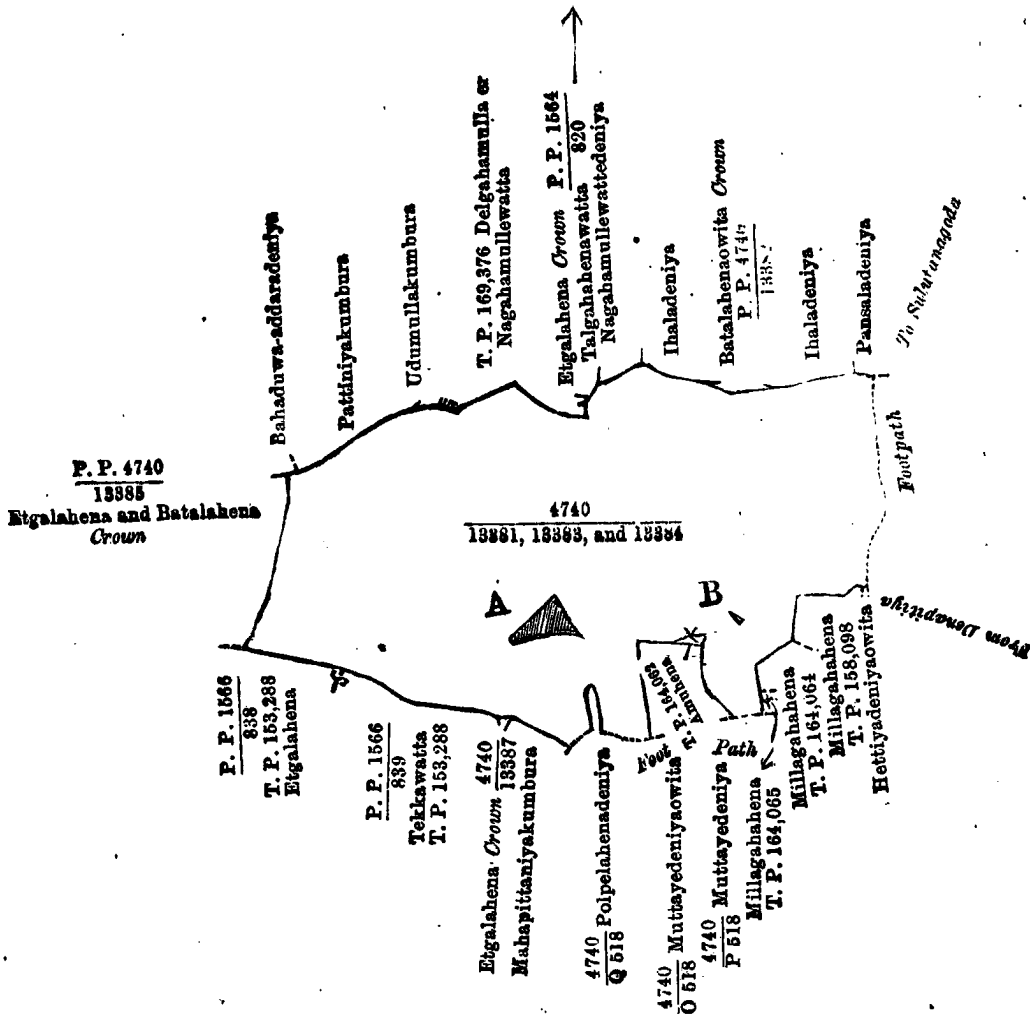 P. P. 4740
13385
Etgalahena and Batalahena
Crown
Bahaduwa-addaradeniya
Pattiniyakumbura
Udumullakumbura
T. P. 169,376 Delgahamulla or
Nagahamullewatta
Etgalahena Crown P. P. 1564
820
Talgahahenawatta
Nagahamullewattedeniya
Ihaladeniya
Batalahenaowita Crown
P. P. 4740
Ihaladeniya
Pansaladeniya
To
Footpath
4740
13381, 13383, and 13384
A
B
From Denapitiya
P. P. 1566
838
T. P. 153,288
Etgalahena
P. P. 1566
839
Tekkawatta
T. P. 153,288
Etgalahena Crown 4740
13387
Mahapittaniyakumbura
4740 Polpelahenadeniya
Q 518
Foot Path
T. P. 164,062
Amuhena
4740 Muttayedeniyaowita
O 518
4740 Muttayedeniya
P 518
Millagahahena
T. P. 164,065
Millagahahena
T. P. 164,064
Millagahahena
T. P. 158,098
Hettiyadeniyaowita